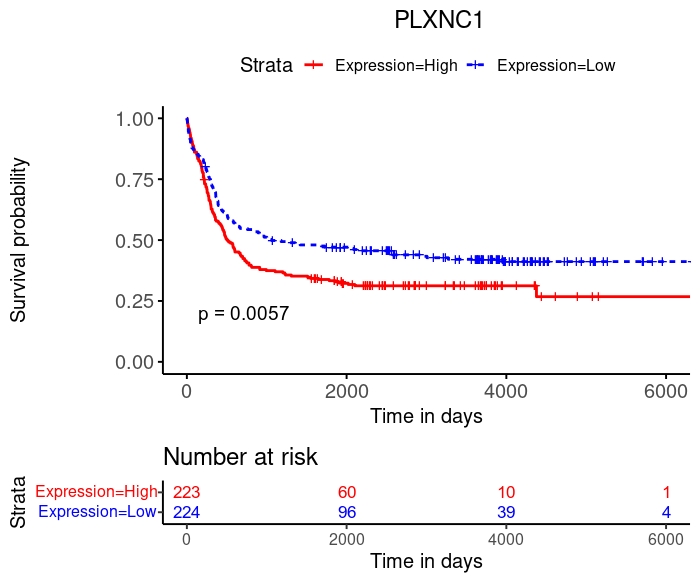 PLXNC1
Strata Expression=High Expression=Low
1.00
0.75
0.50
0.25
0.00
Survival probability
p = 0.0057
0 2000 4000 6000
Time in days
Number at risk
Strata
Expression=High 223 60 10 1
Expression=Low 224 96 39 4
0 2000 4000 6000
Time in days